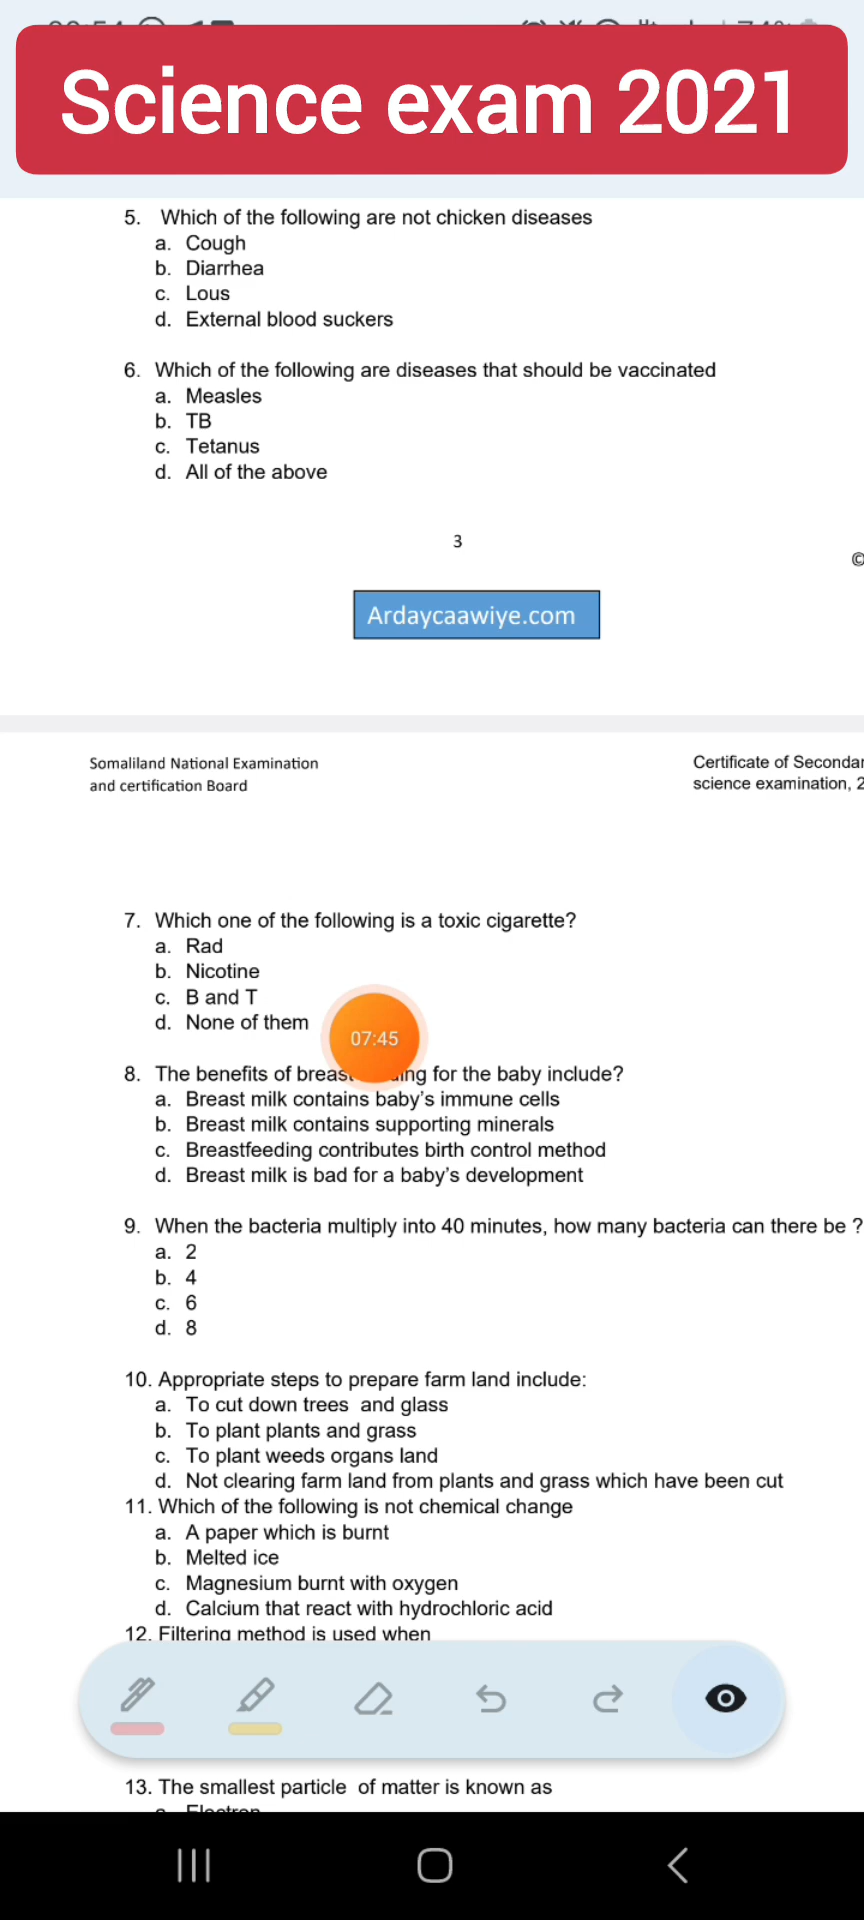 Science exam 2021
5. Which of the following are not chicken diseases
a. Cough
b. Diarrhea
c. Lous
d. External blood suckers
6. Which of the following are diseases that should be vaccinated
a. Measles
b. TB
c. Tetanus
d. All of the above
3
©
Ardaycaawiye.com
Somaliland National Examination
and certification Board
Certificate of
science examination,
7. Which one of the following is a toxic cigarette?
a. Rad
b. Nicotine
c. B and T
d. None of them
07:45
8. The benefits of for the baby include?
a. Breast milk contains baby's immune cells
b. Breast milk contains supporting minerals
c. Breastfeeding contributes birth control method
d. Breast milk is bad for a baby's development
9. When the bacteria multiply into 40 minutes, how many bacteria can there be ?
a. 2
b. 4
c. 6
d. 8
10. Appropriate steps to prepare farm land include:
a. To cut down trees and glass
b. To plant plants and grass
c. To plant weeds organs land
d. Not clearing farm land from plants and grass which have been cut
11. Which of the following is not chemical change
a. A paper which is burnt
b. Melted ice
c. Magnesium burnt with oxygen
d. Calcium that react with hydrochloric acid
12. Filtering method is used when
13. The smallest particle of matter is known as